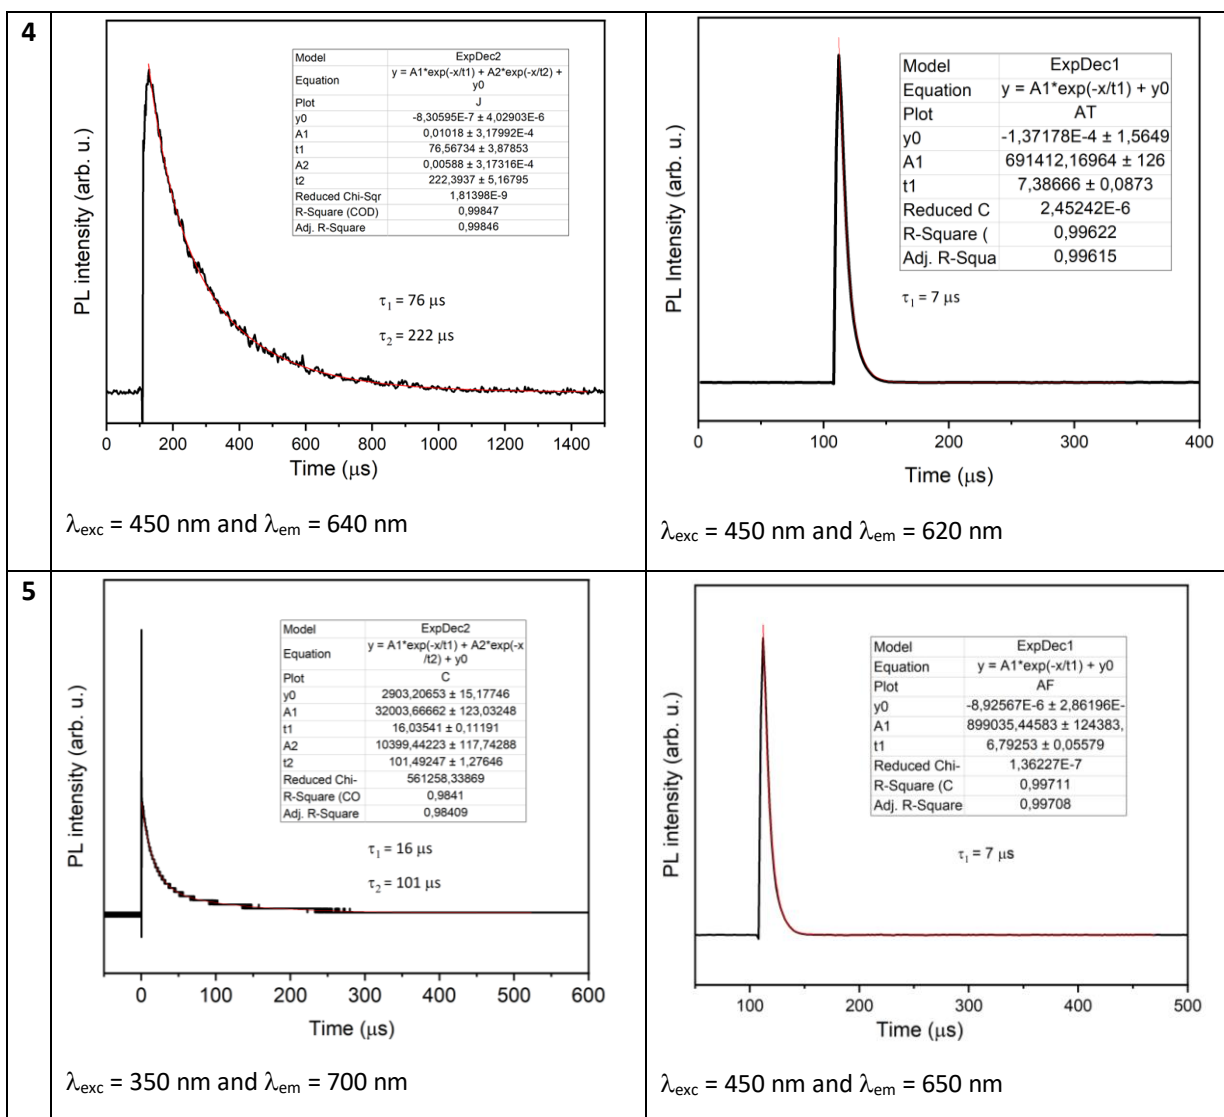 4
PL intensity (arb. u.)
Model ExpDec2
Equation y = A1*exp(-x/t1) + A2*exp(-x/t2) +
y0
Plot J
y0 -8,30595E-7 ± 4,02903E-6
A1 0,01018 ± 3,17992E-4
t1 76,56734 ± 3,87853
A2 0,00588 ± 3,17316E-4
t2 222,3937 ± 5,16795
Reduced Chi-Sqr 1,81398E-9
R-Square (COD) 0,99847
Adj. R-Square 0,99846
τ1 = 76 μs
τ2 = 222 μs
0 200 400 600 800 1000 1200 1400
Time (μs)
λexc = 450 nm and λem = 640 nm
PL Intensity (arb. u.)
Model ExpDec1
Equation y = A1*exp(-x/t1) + y0
Plot AT
y0 -1,37178E-4 ± 1,5649
A1 691412,16964 ± 126
t1 7,38666 ± 0,0873
Reduced C 2,45242E-6
R-Square ( 0,99622
Adj. R-Squa 0,99615
τ1 = 7 μs
0 100 200 300 400
Time (μs)
λexc = 450 nm and λem = 620 nm
5
PL intensity (arb. u.)
Model ExpDec2
Equation y = A1*exp(-x/t1) + A2*exp(-x
/t2) + y0
Plot C
y0 2903,20653 ± 15,17746
A1 32003,66662 ± 123,03248
t1 16,03541 ± 0,11191
A2 10399,44223 ± 117,74288
t2 101,49247 ± 1,27646
Reduced Chi- 561258,33869
R-Square (CO 0,9841
Adj. R-Square 0,98409
τ1 = 16 μs
τ2 = 101 μs
0 100 200 300 400 500 600
Time (μs)
λexc = 350 nm and λem = 700 nm
PL intensity (arb. u.)
Model ExpDec1
Equation y = A1*exp(-x/t1) + y0
Plot AF
y0 -8,92567E-6 ± 2,86196E-
A1 899035,44583 ± 124383,
t1 6,79253 ± 0,05579
Reduced Chi- 1,36227E-7
R-Square (C 0,99711
Adj. R-Square 0,99708
τ1 = 7 μs
100 200 300 400 500
Time (μs)
λexc = 450 nm and λem = 650 nm